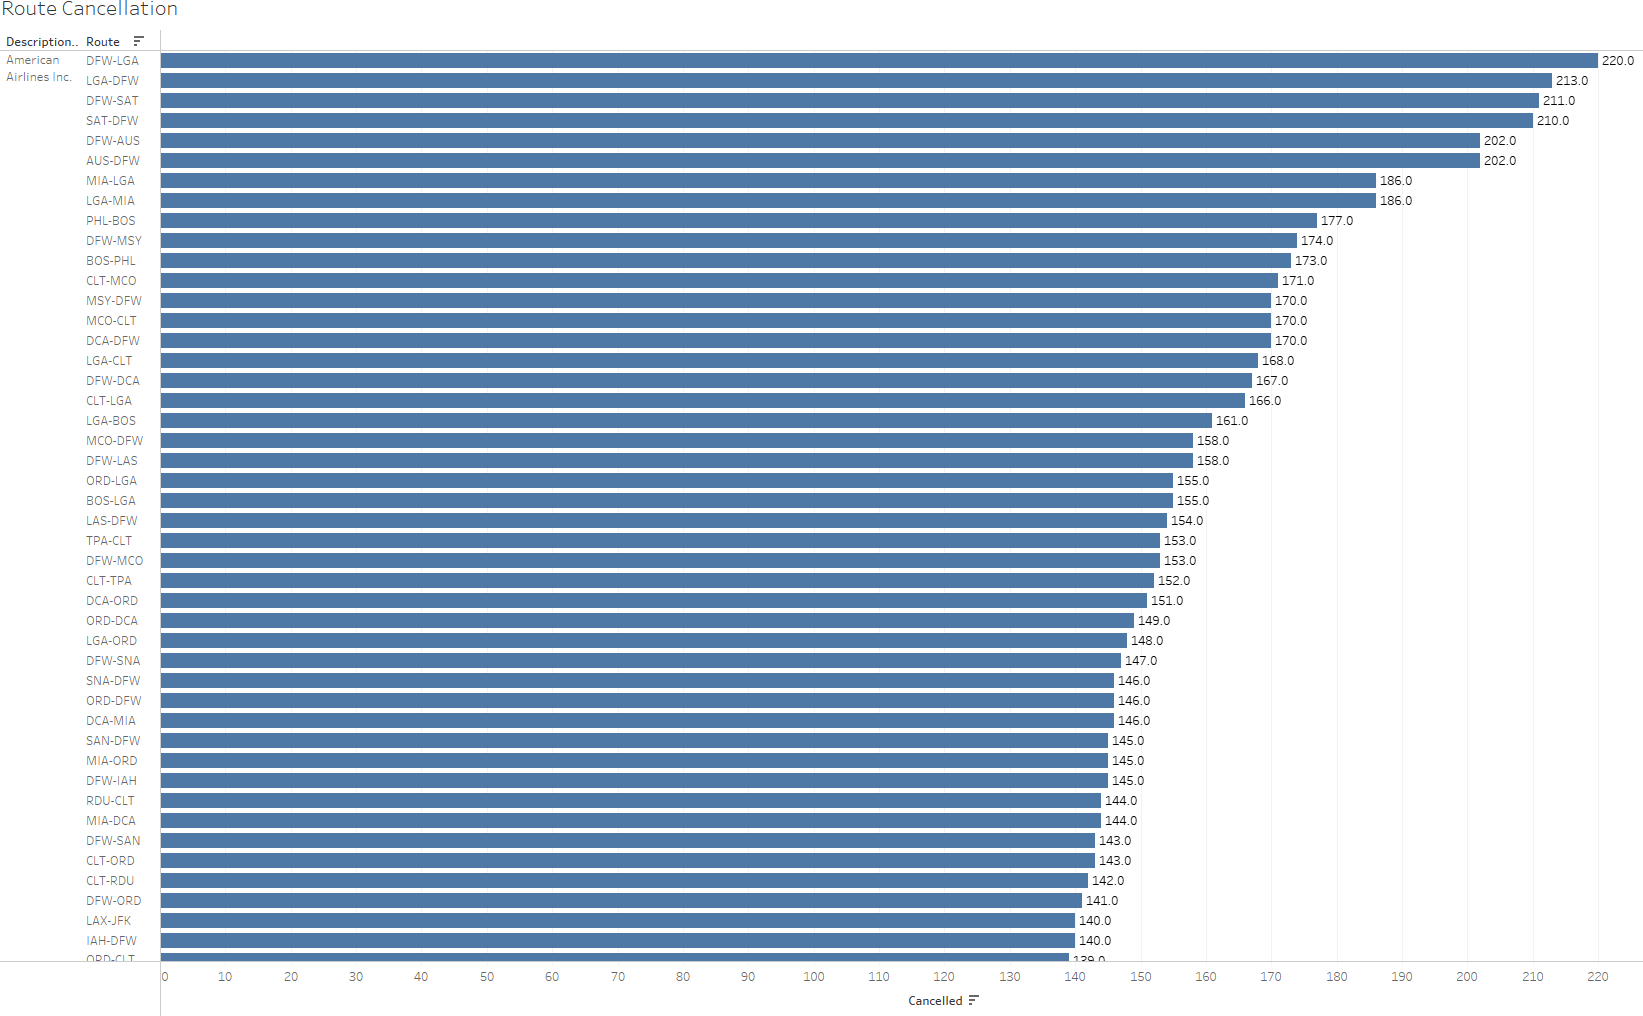 Route Cancellation
Description.. Route
American Airlines Inc.
DFW-LGA 220.0
LGA-DFW 213.0
DFW-SAT 211.0
SAT-DFW 210.0
DFW-AUS 202.0
AUS-DFW 202.0
MIA-LGA 186.0
LGA-MIA 186.0
PHL-BOS 177.0
DFW-MSY 174.0
BOS-PHL 173.0
CLT-MCO 171.0
MSY-DFW 170.0
MCO-CLT 170.0
DCA-DFW 170.0
LGA-CLT 168.0
DFW-DCA 167.0
CLT-LGA 166.0
LGA-BOS 161.0
MCO-DFW 158.0
DFW-LAS 158.0
ORD-LGA 155.0
BOS-LGA 155.0
LAS-DFW 154.0
TPA-CLT 153.0
DFW-MCO 153.0
CLT-TPA 152.0
DCA-ORD 151.0
ORD-DCA 149.0
LGA-ORD 148.0
DFW-SNA 147.0
SNA-DFW 146.0
ORD-DFW 146.0
DCA-MIA 146.0
SAN-DFW 145.0
MIA-ORD 145.0
DFW-IAH 145.0
RDU-CLT 144.0
MIA-DCA 144.0
DFW-SAN 143.0
CLT-ORD 143.0
CLT-RDU 142.0
DFW-ORD 141.0
LAX-JFK 140.0
IAH-DFW 140.0
ORD-CLT 139.0
0 10 20 30 40 50 60 70 80 90 100 110 120 130 140 150 160 170 180 190 200 210 220
Cancelled